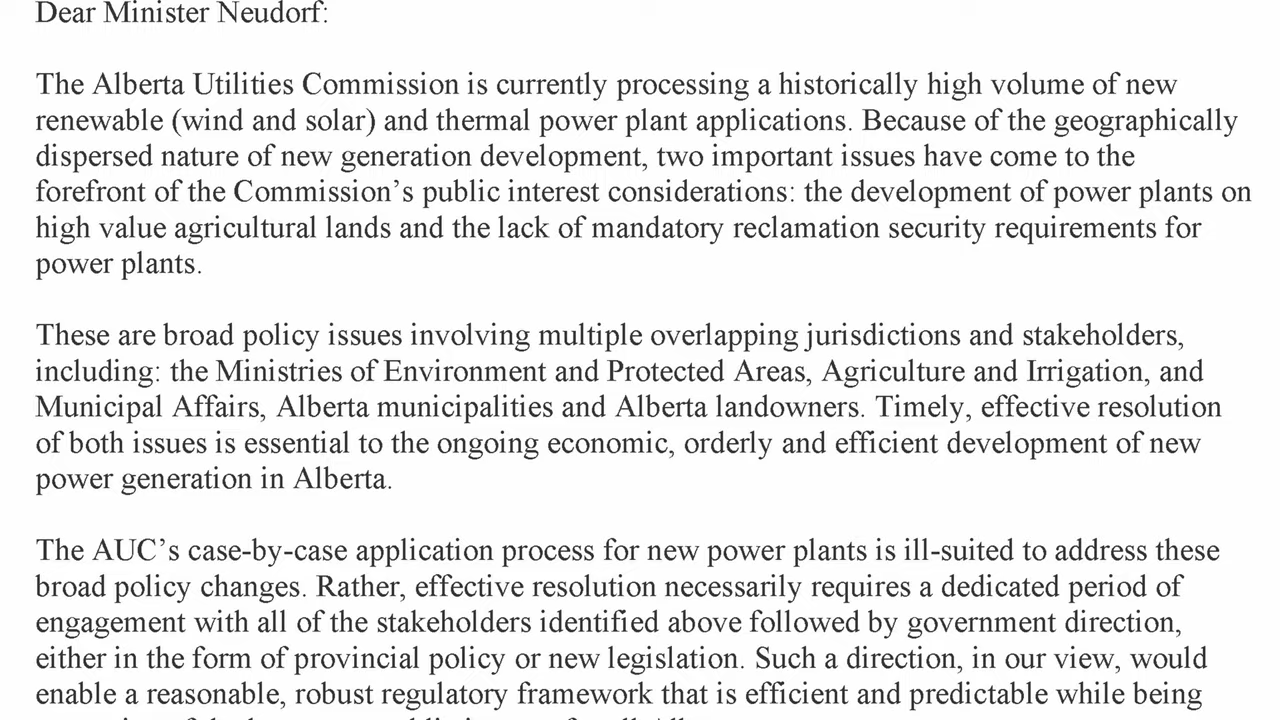 Dear Minister Neudorf:
The Alberta Utilities Commission is currently processing a historically high volume of new
renewable (wind and solar) and thermal power plant applications. Because of the geographically
dispersed nature of new generation development, two important issues have come to the
forefront of the Commission’s public interest considerations: the development of power plants on
high value agricultural lands and the lack of mandatory reclamation security requirements for
power plants.
These are broad policy issues involving multiple overlapping jurisdictions and stakeholders,
including: the Ministries of Environment and Protected Areas, Agriculture and Irrigation, and
Municipal Affairs, Alberta municipalities and Alberta landowners. Timely, effective resolution
of both issues is essential to the ongoing economic, orderly and efficient development of new
power generation in Alberta.
The AUC’s case-by-case application process for new power plants is ill-suited to address these
broad policy changes. Rather, effective resolution necessarily requires a dedicated period of
engagement with all of the stakeholders identified above followed by government direction,
either in the form of provincial policy or new legislation. Such a direction, in our view, would
enable a reasonable, robust regulatory framework that is efficient and predictable while being